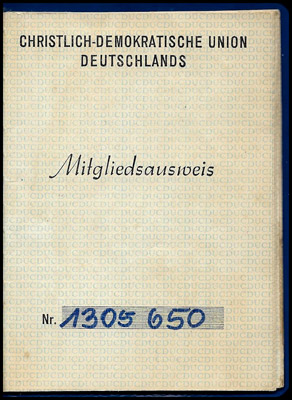 CHRISTLICH-DEMOKRATISCHE UNION
DEUTSCHLANDS
Mitgliedsausweis
Nr. 1305 650